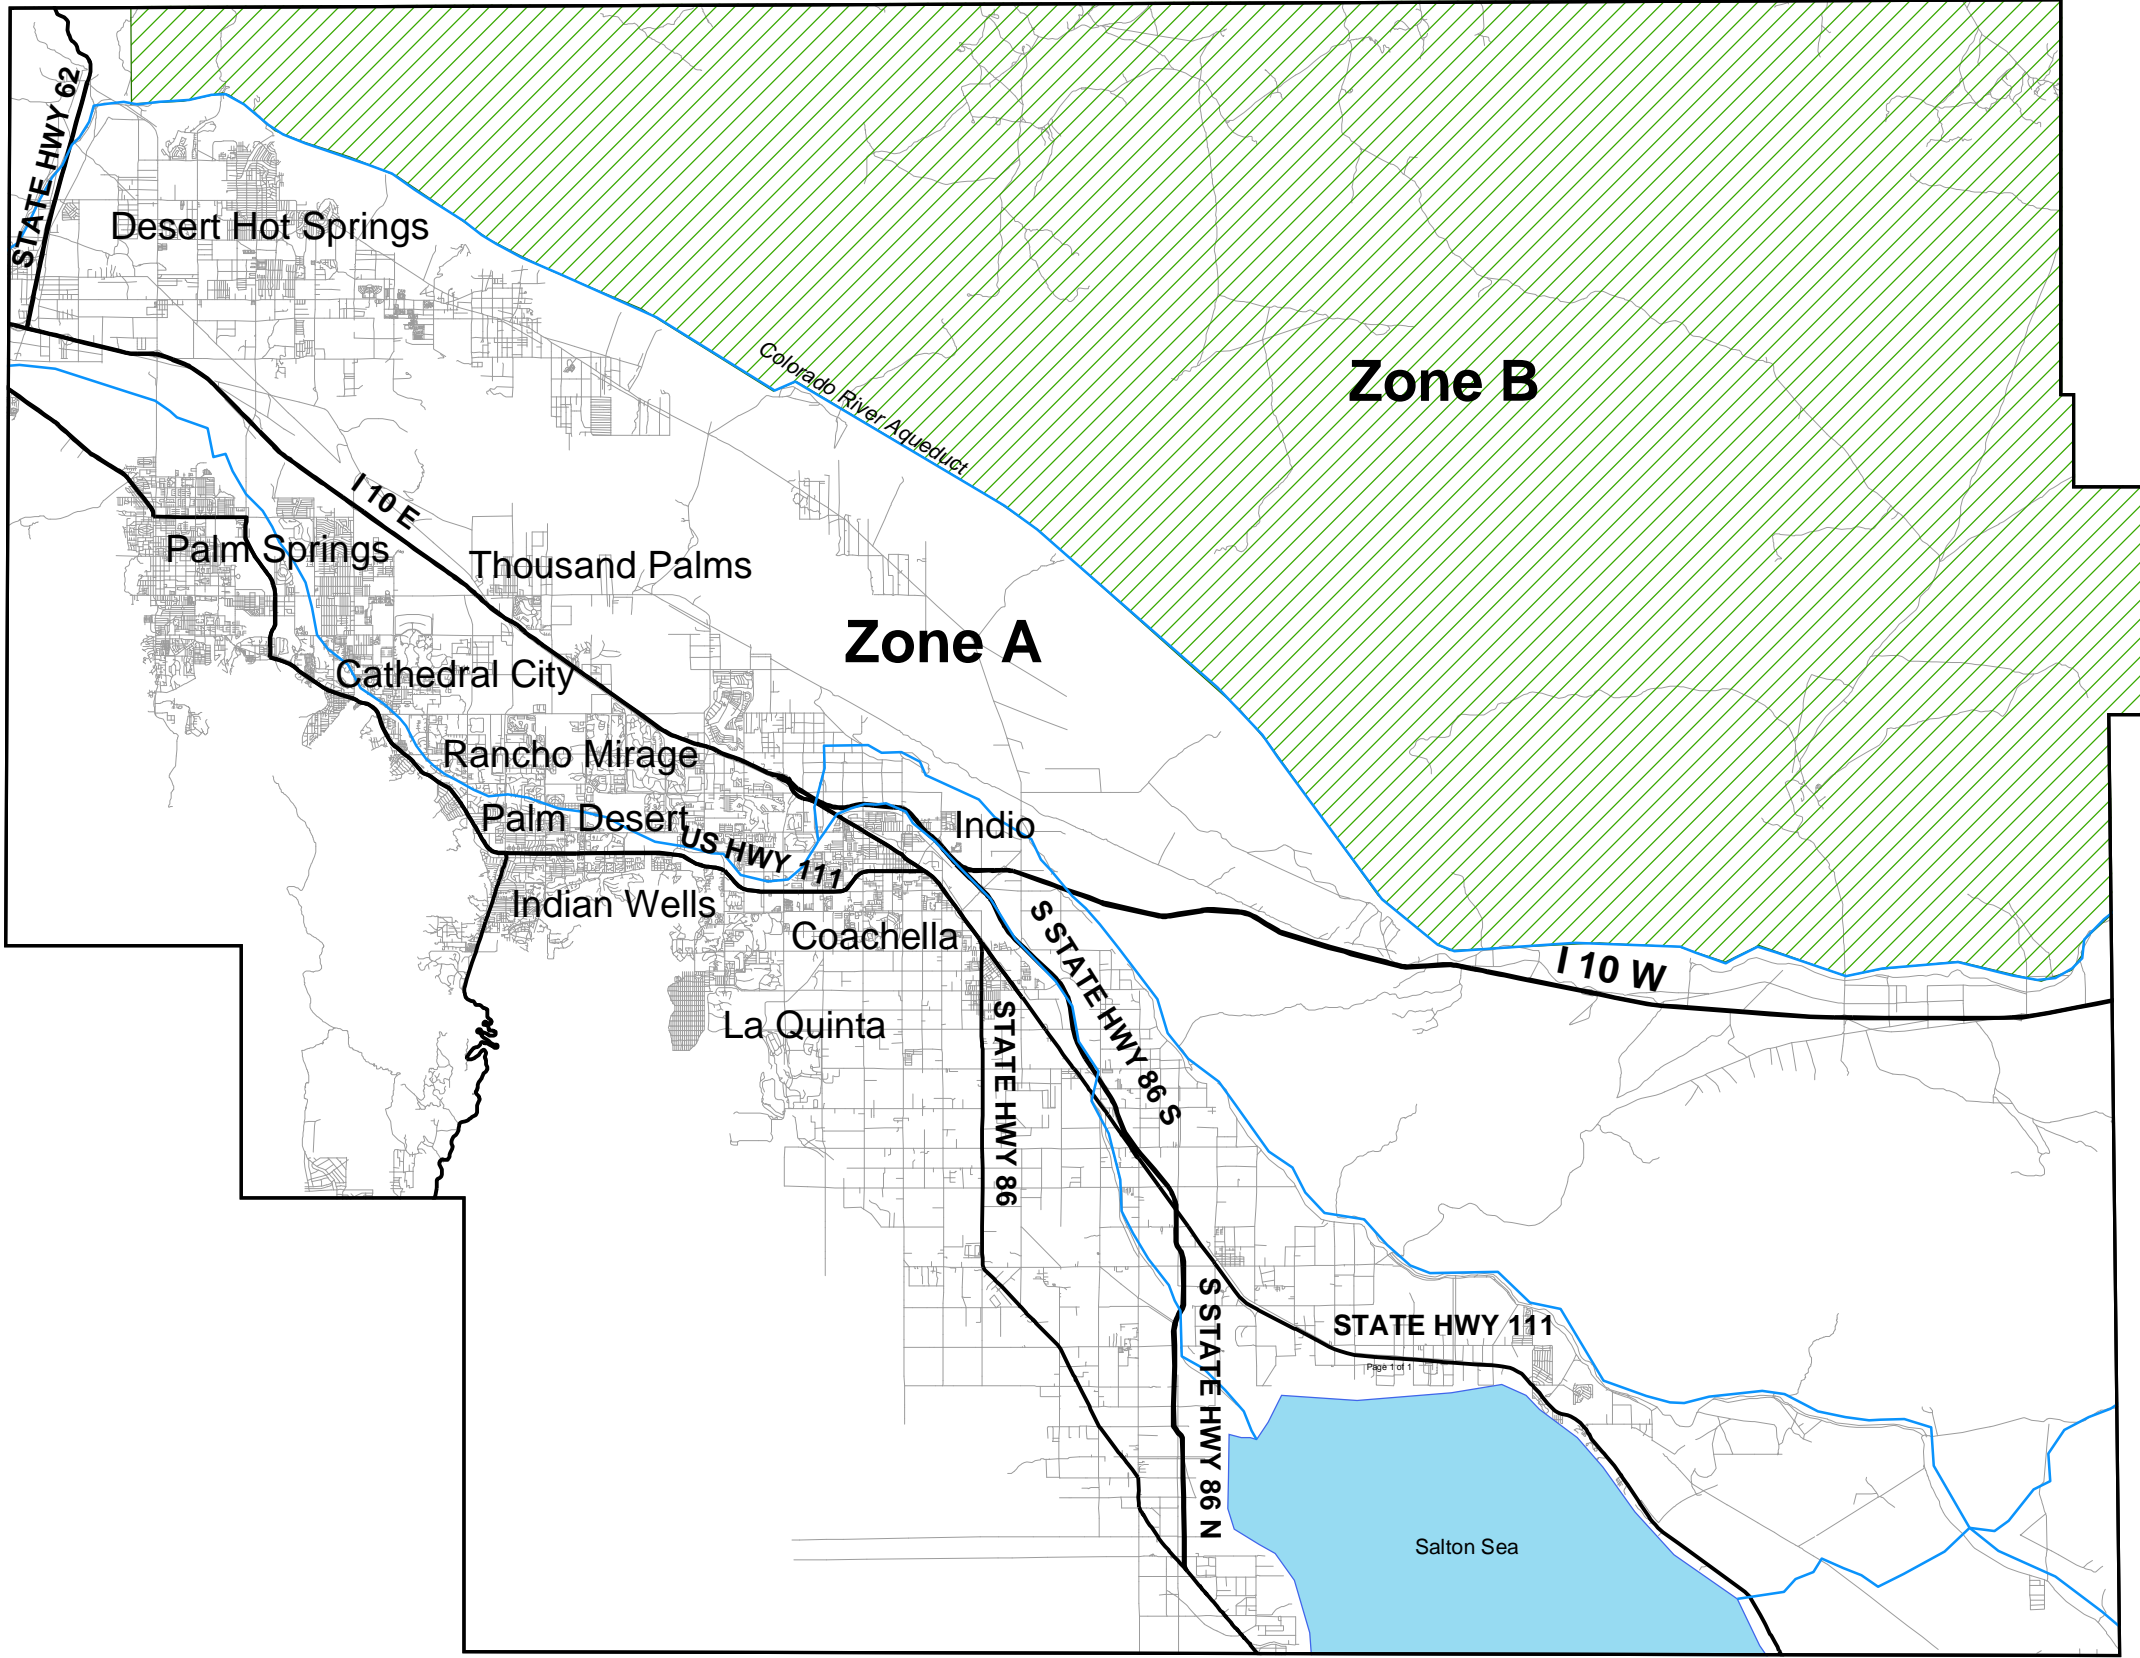 STATE HWY 62
Desert Hot Springs
Colorado River Aqueduct
Zone B
I 10 E
Palm Springs
Thousand Palms
Zone A
Cathedral City
Rancho Mirage
Palm Desert
US HWY 111
Indio
Indian Wells
Coachella
S STATE HWY 86 S
I 10 W
La Quinta
STATE HWY 86
S STATE HWY 86 N
STATE HWY 111
Page 1 of 1
Salton Sea